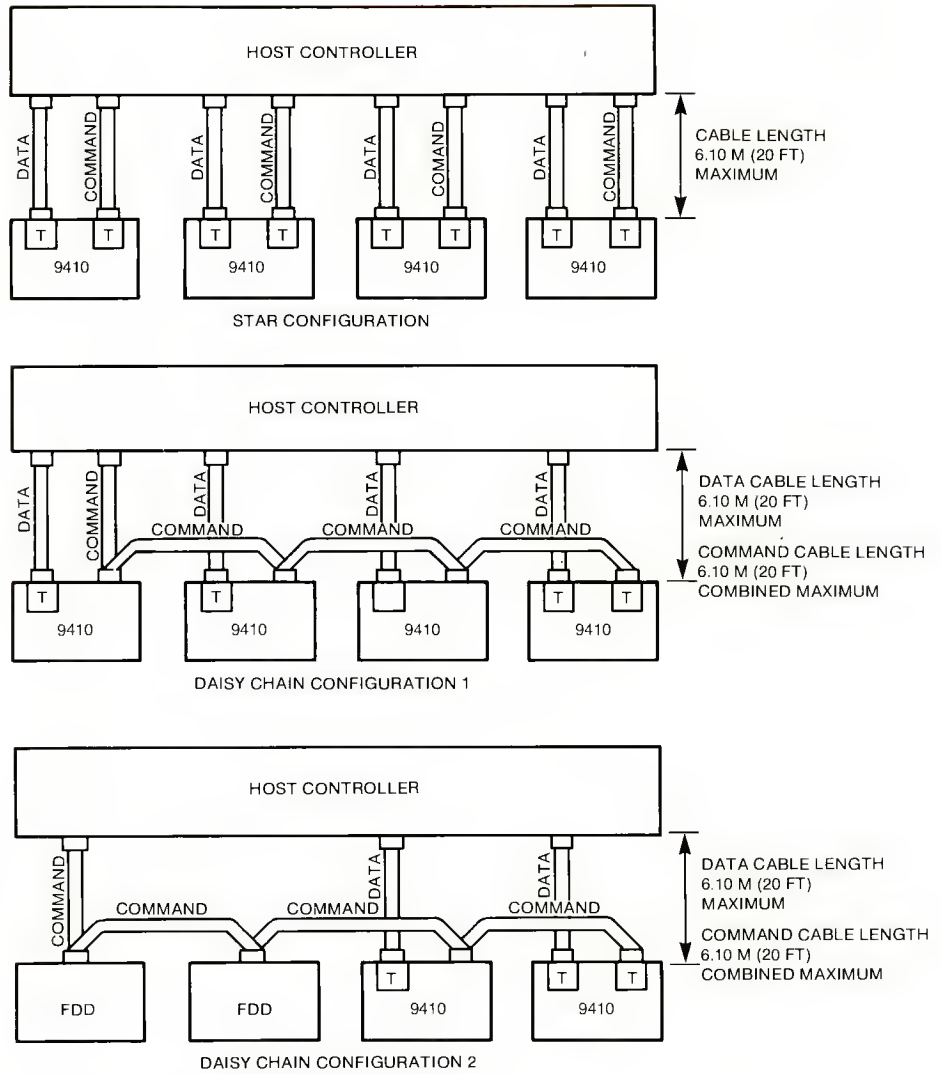 HOST CONTROLLER
DATA
COMMAND
DATA
COMMAND
DATA
COMMAND
DATA
COMMAND
CABLE LENGTH
6.10 M (20 FT)
MAXIMUM
T T T T T T T T
9410 9410 9410 9410
STAR CONFIGURATION
HOST CONTROLLER
DATA
COMMAND
DATA
DATA
DATA
COMMAND COMMAND COMMAND
DATA CABLE LENGTH
6.10 M (20 FT)
MAXIMUM
COMMAND CABLE LENGTH
6.10 M (20 FT)
COMBINED MAXIMUM
T T T T
9410 9410 9410 9410
DAISY CHAIN CONFIGURATION 1
HOST CONTROLLER
COMMAND
DATA
DATA
COMMAND COMMAND COMMAND
DATA CABLE LENGTH
6.10 M (20 FT)
MAXIMUM
COMMAND CABLE LENGTH
6.10 M (20 FT)
COMBINED MAXIMUM
T T T
FDD FDD 9410 9410
DAISY CHAIN CONFIGURATION 2